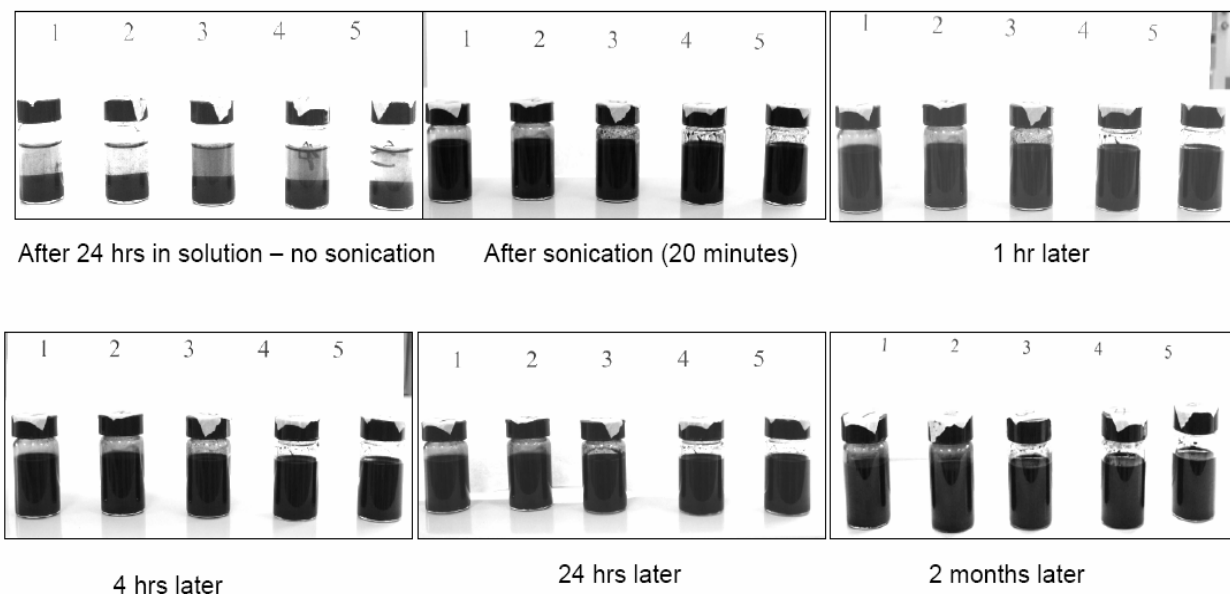 1 2 3 4 5
1 2 3 4 5
1 2 3 4 5
After 24 hrs in solution – no sonication
After sonication (20 minutes)
1 hr later
1 2 3 4 5
1 2 3 4 5
1 2 3 4 5
4 hrs later
24 hrs later
2 months later